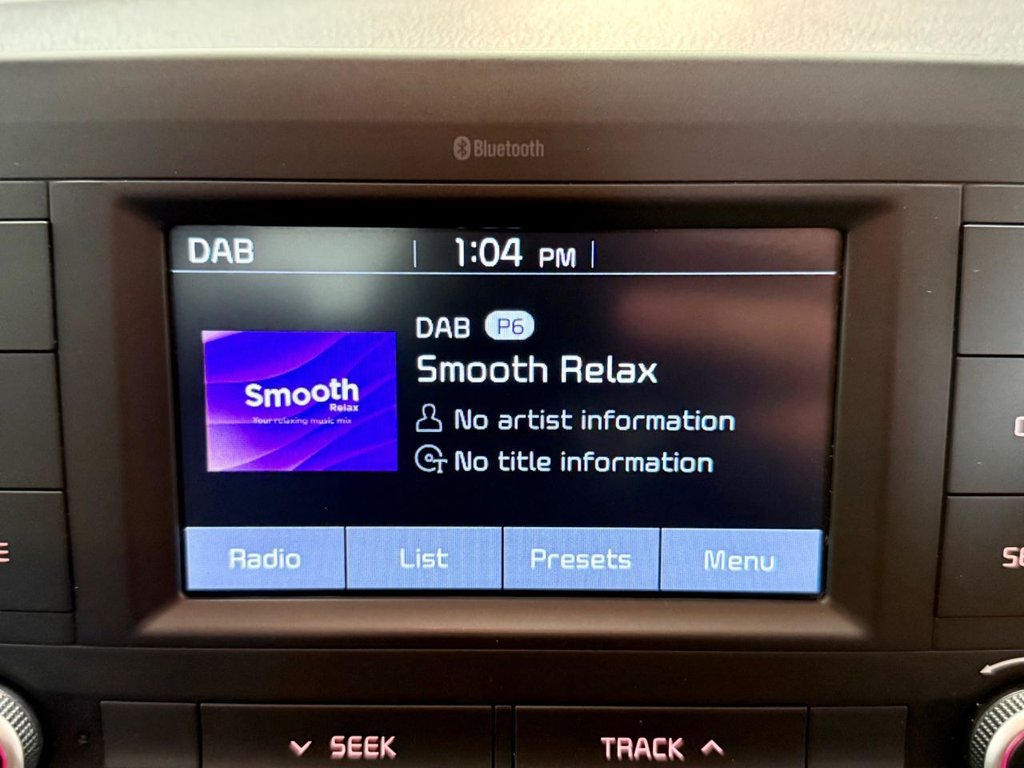 Bluetooth
DAB 1:04 PM
DAB P6
Smooth Relax
No artist information
No title information
Smooth
Relax
Your relaxing music mix
Radio List Presets Menu
SEEK TRACK